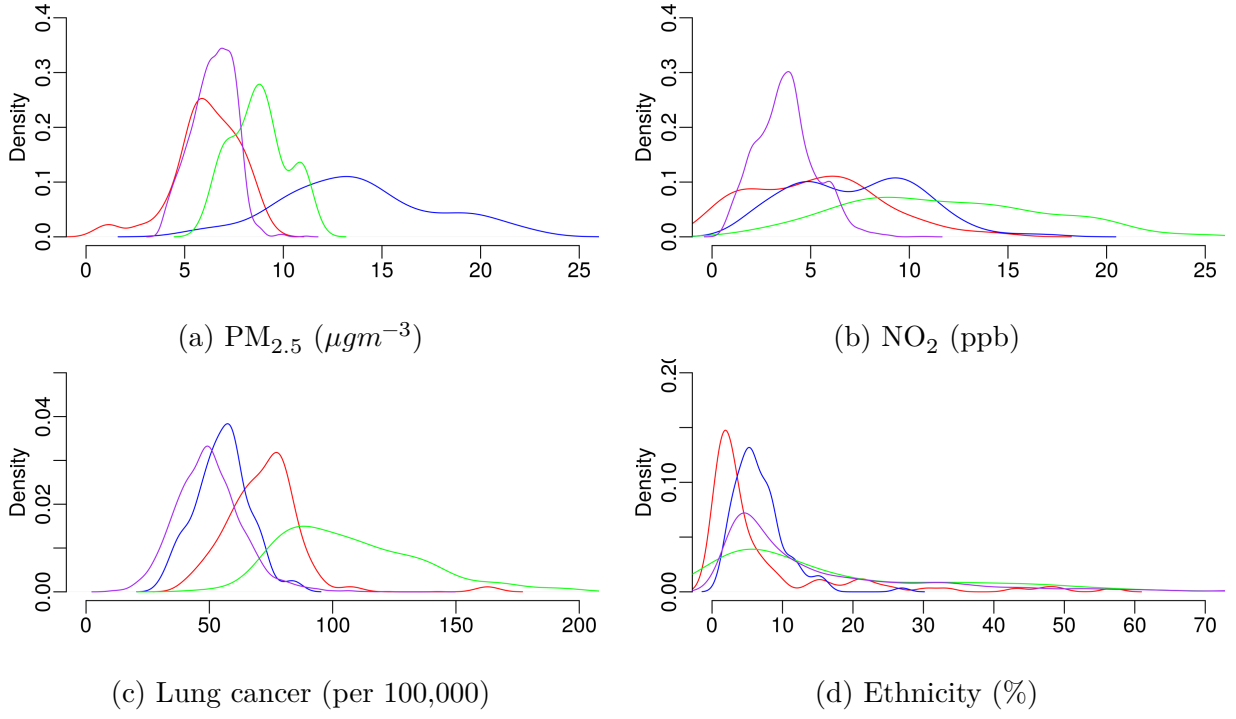 0.4
0.3
0.2
0.1
0.0
Density
0 5 10 15 20 25
(a) PM₂.₅ (μgm⁻³)
0.4
0.3
0.2
0.1
0.0
Density
0 5 10 15 20 25
(b) NO₂ (ppb)
0.04
0.02
0.00
Density
0 50 100 150 200
(c) Lung cancer (per 100,000)
0.20
0.10
0.00
Density
0 10 20 30 40 50 60 70
(d) Ethnicity (%)